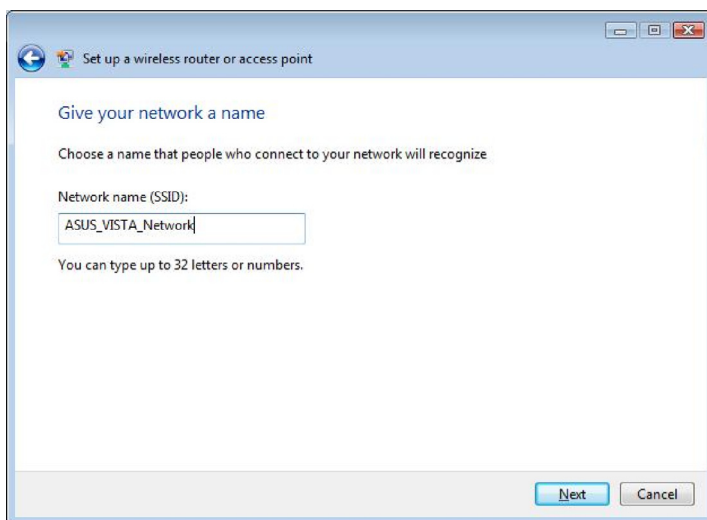 Set up a wireless router or access point
Give your network a name
Choose a name that people who connect to your network will recognize
Network name (SSID):
ASUS_VISTA_Network
You can type up to 32 letters or numbers.
Next Cancel